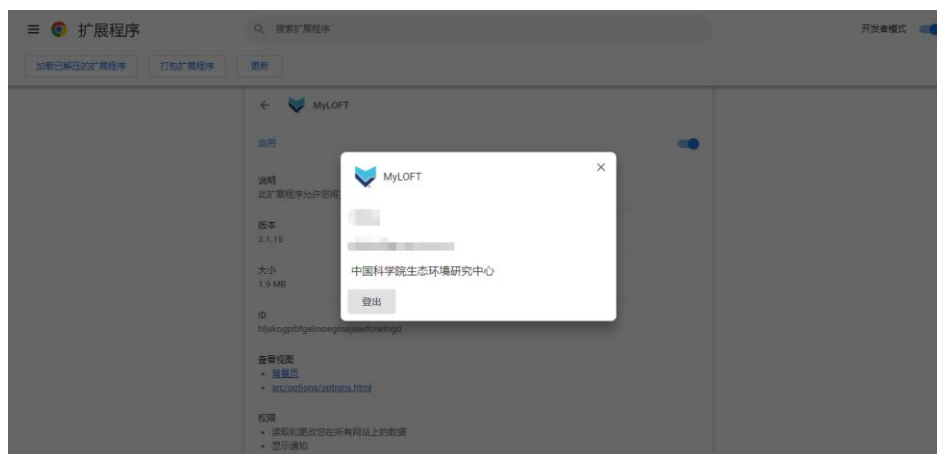 扩展程序
搜索扩展程序
开发者模式
加载已解压的扩展程序
打包扩展程序
更新
MyLOFT
启用
说明
此扩展程序允许您将
版本
3.1.15
大小
1.9 MB
ID
查看视图
背景页
src/options/options.html
权限
读取和更改您在所有网站上的数据
显示通知
MyLOFT
中国科学院生态环境研究中心
登出